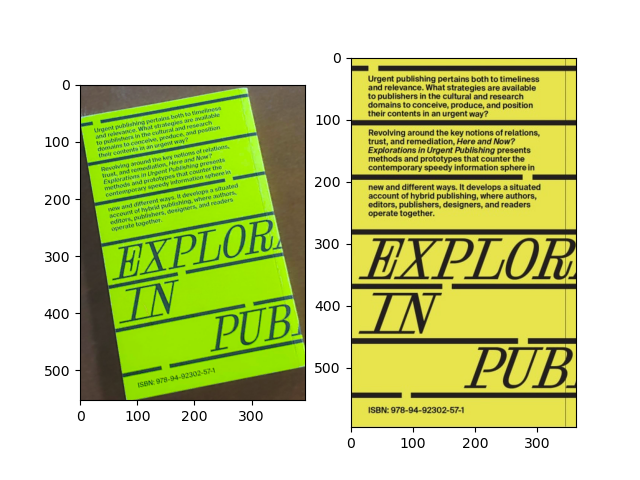 0
100
200
300
400
500
0
100
200
300
Urgent publishing pertains both to timeliness
and relevance. What strategies are available
to publishers in the cultural and research
domains to conceive, produce, and position
their contents in an urgent way?
Revolving around the key notions of relations,
trust, and remediation, Here and Now?
Explorations in Urgent Publishing presents
methods and prototypes that counter the
contemporary speedy information sphere in
new and different ways. It develops a situated
account of hybrid publishing, where authors,
editors, publishers, designers, and readers
operate together.
EXPLORA
IN
PUB
ISBN: 978-94-92302-57-1
0
100
200
300
400
500
0
100
200
300
Urgent publishing pertains both to timeliness
and relevance. What strategies are available
to publishers in the cultural and research
domains to conceive, produce, and position
their contents in an urgent way?
Revolving around the key notions of relations,
trust, and remediation, Here and Now?
Explorations in Urgent Publishing presents
methods and prototypes that counter the
contemporary speedy information sphere in
new and different ways. It develops a situated
account of hybrid publishing, where authors,
editors, publishers, designers, and readers
operate together.
EXPLORA
IN
PUB
ISBN: 978-94-92302-57-1